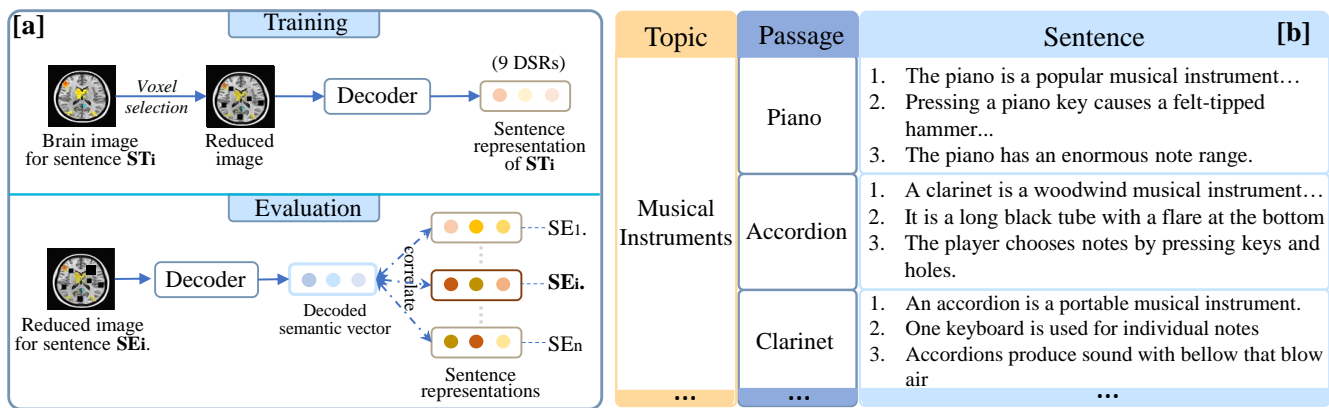 [a]
Training
Brain image
for sentence STi
Voxel
selection
Reduced
image
Decoder
(9 DSRs)
Sentence
representation
of STi
Evaluation
Reduced image
for sentence SEi.
Decoder
Decoded
semantic vector
correlate
SE1.
SEi.
SEn
Sentence
representations
[b]
Topic
Passage
Sentence
Musical
Instruments
Piano
1. The piano is a popular musical instrument…
2. Pressing a piano key causes a felt-tipped
hammer...
3. The piano has an enormous note range.
Accordion
1. A clarinet is a woodwind musical instrument…
2. It is a long black tube with a flare at the bottom
3. The player chooses notes by pressing keys and
holes.
Clarinet
1. An accordion is a portable musical instrument.
2. One keyboard is used for individual notes
3. Accordions produce sound with bellow that blow
air
...
...
...